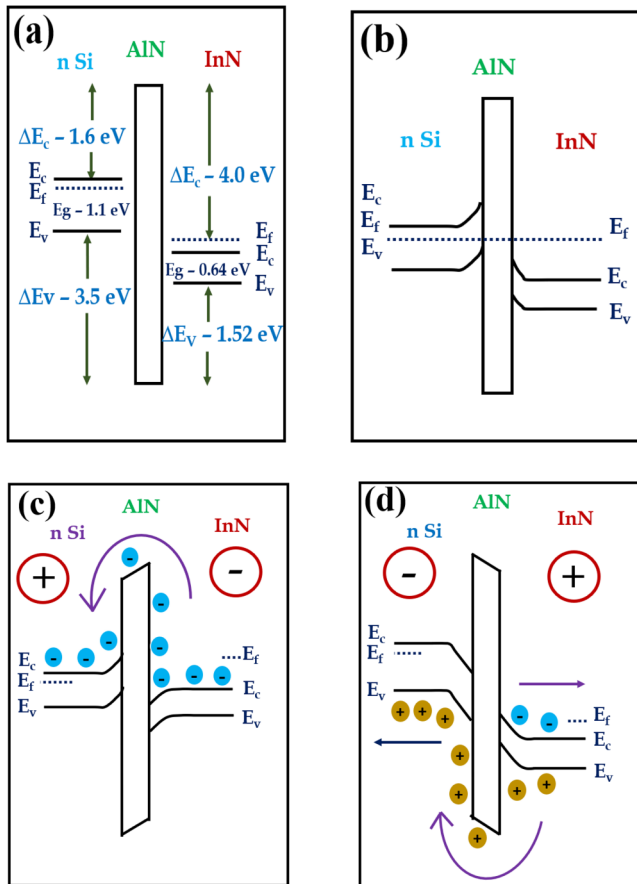 (a)
AlN
n Si
InN
ΔEc – 1.6 eV
ΔEc – 4.0 eV
Ec
Ef
Eg – 1.1 eV
Ev
Ef
Ec
Eg – 0.64 eV
Ev
ΔEv – 3.5 eV
ΔEV – 1.52 eV
(b)
AlN
n Si
InN
Ec
Ef
Ev
Ef
Ec
Ev
(c)
AlN
n Si
InN
+
-
-
-
-
-
-
-
-
-
-
-
Ec
Ef
Ev
Ef
Ec
Ev
(d)
AlN
n Si
InN
-
+
Ec
Ef
Ev
+
+
+
+
+
+
+
+
-
-
Ef
Ec
Ev